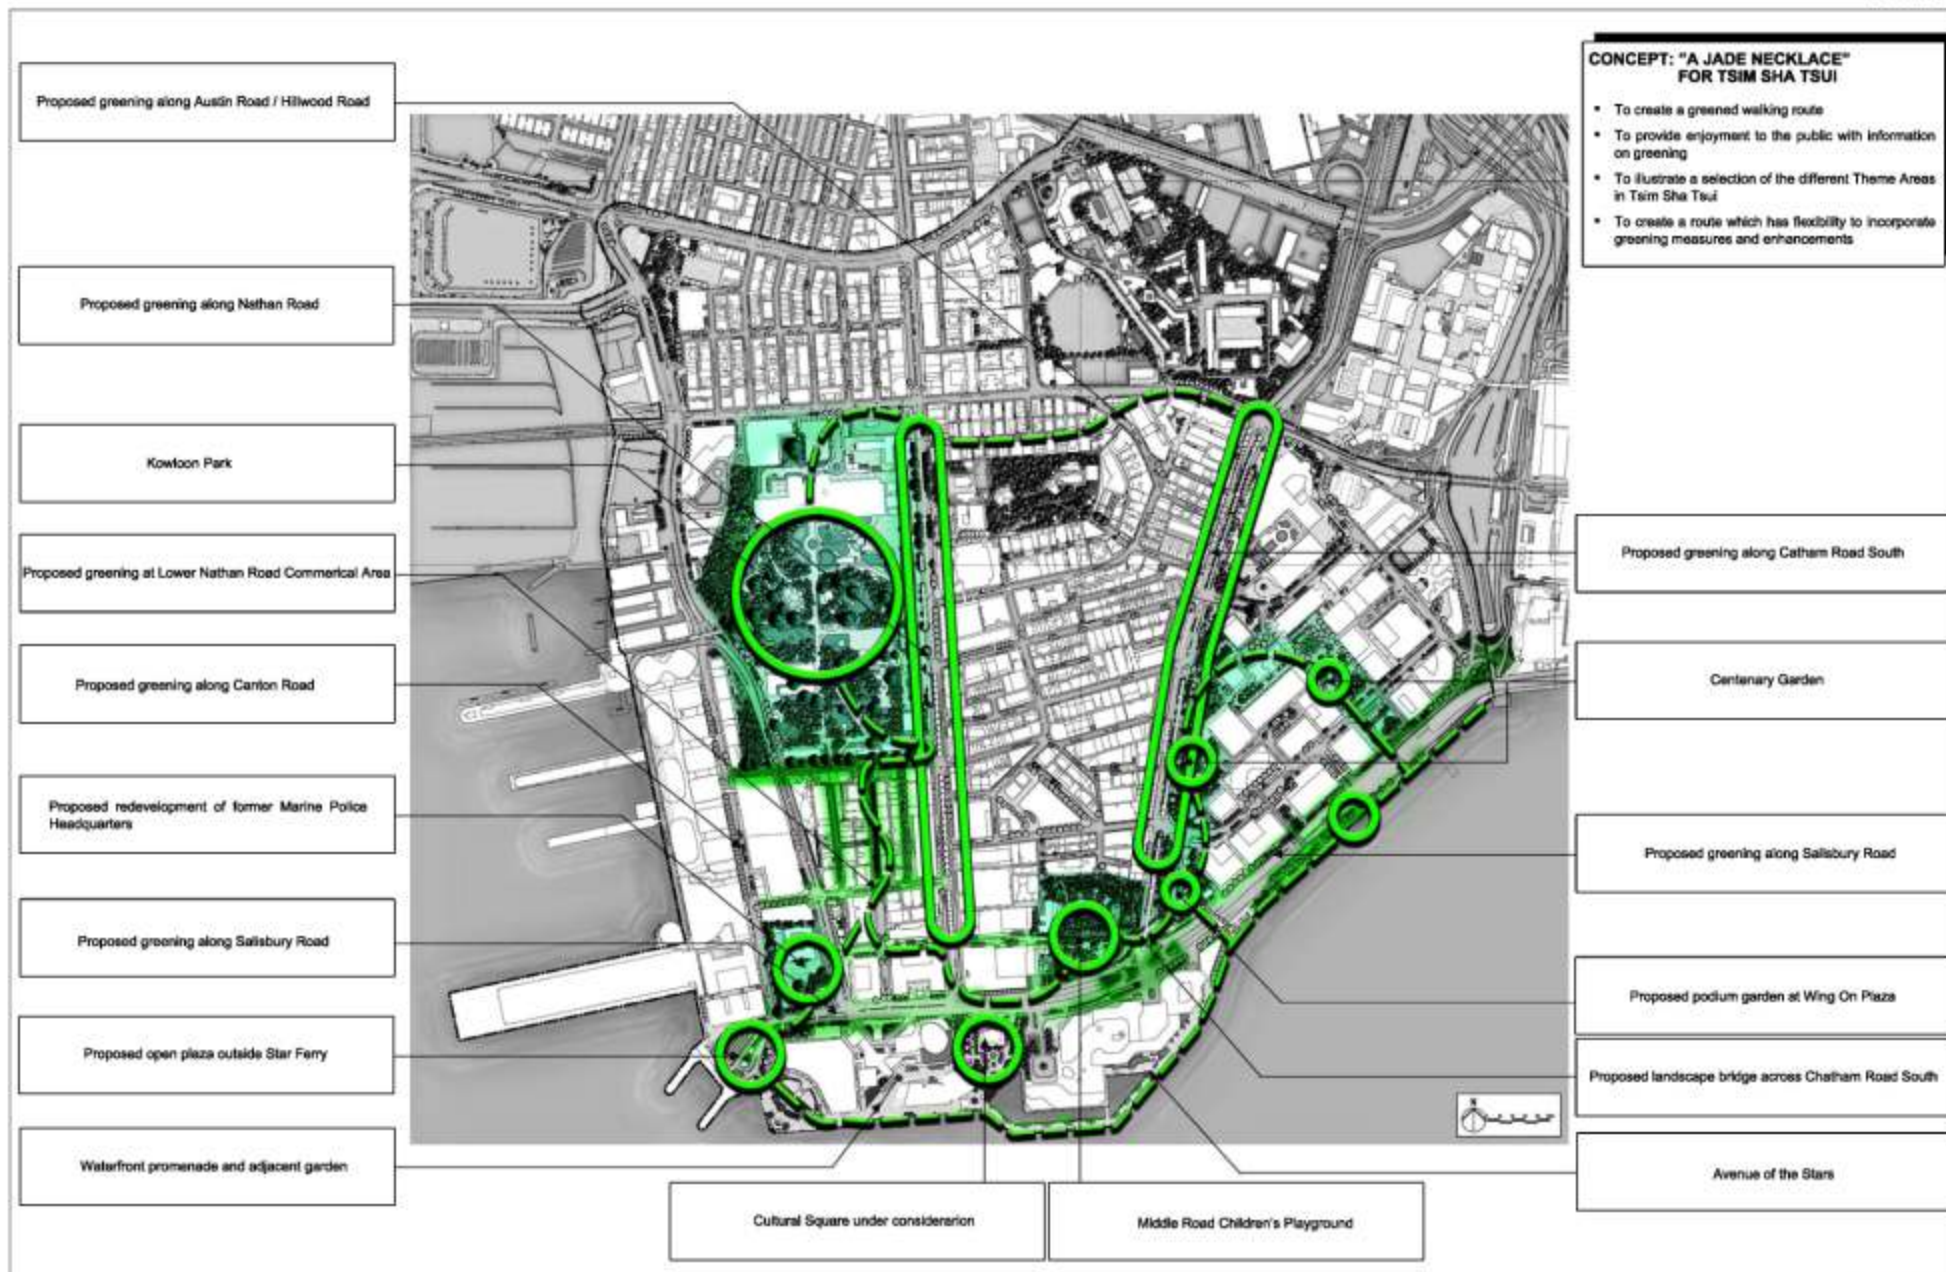 CONCEPT: "A JADE NECKLACE"
FOR TSIM SHA TSUI
• To create a greened walking route
• To provide enjoyment to the public with information
on greening
• To illustrate a selection of the different Theme Areas
in Tsim Sha Tsui
• To create a route which has flexibility to incorporate
greening measures and enhancements
Proposed greening along Austin Road / Hillwood Road
Proposed greening along Nathan Road
Kowloon Park
Proposed greening at Lower Nathan Road Commerical Area
Proposed greening along Canton Road
Proposed redevelopment of former Marine Police
Headquarters
Proposed greening along Salisbury Road
Proposed open plaza outside Star Ferry
Waterfront promenade and adjacent garden
Cultural Square under considerarion
Middle Road Children's Playground
Proposed greening along Catham Road South
Centenary Garden
Proposed greening along Salisbury Road
Proposed podium garden at Wing On Plaza
Proposed landscape bridge across Chatham Road South
Avenue of the Stars